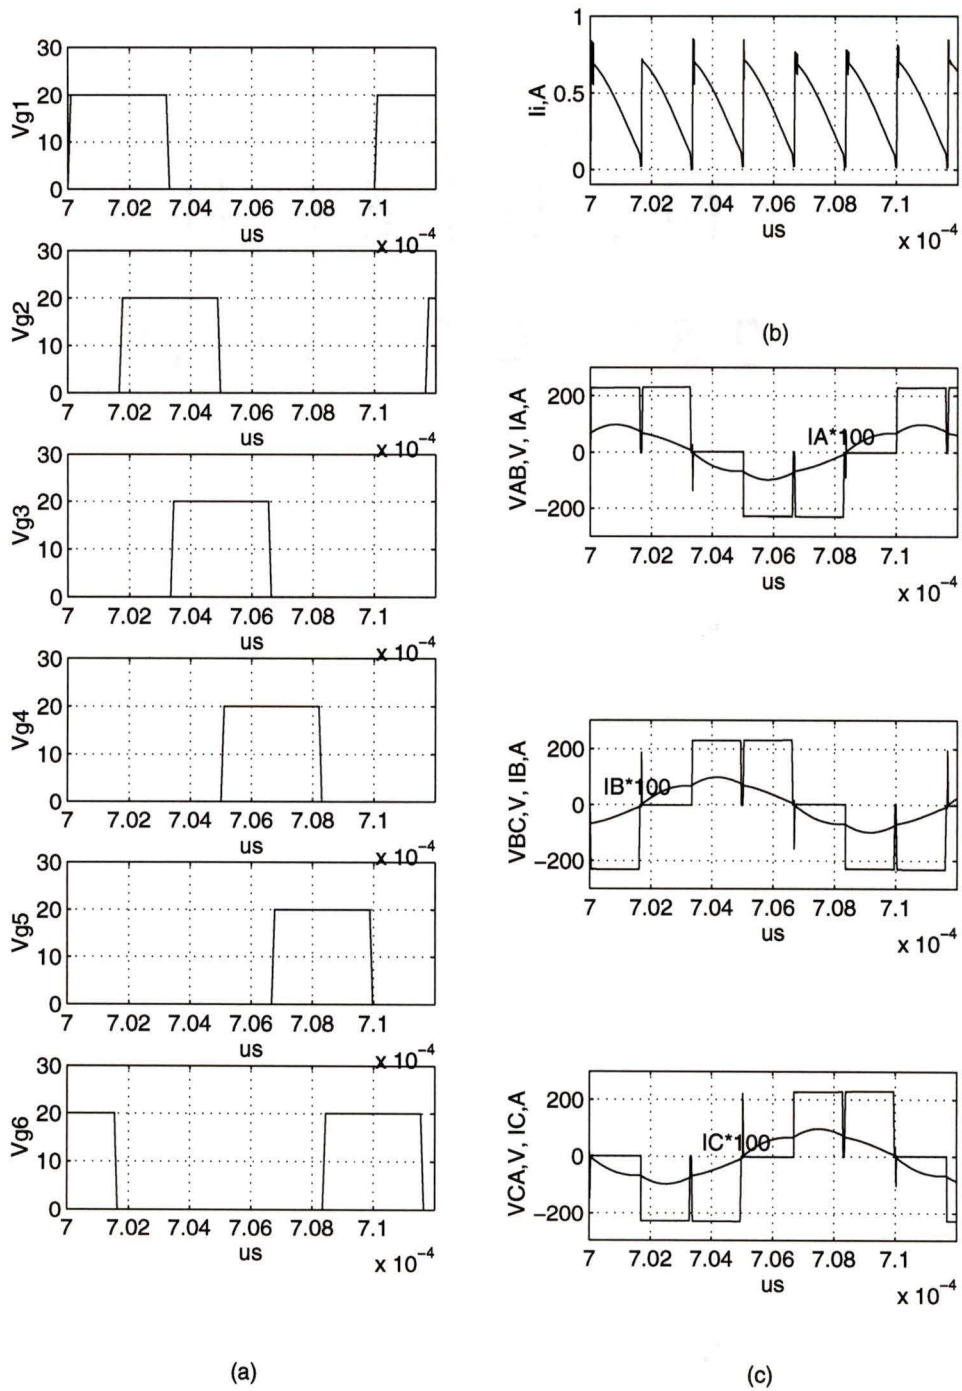 30
20
10
0
Vg1
7 7.02 7.04 7.06 7.08 7.1
us
x 10−4
30
20
10
0
Vg2
7 7.02 7.04 7.06 7.08 7.1
us
x 10−4
30
20
10
0
Vg3
7 7.02 7.04 7.06 7.08 7.1
us
x 10−4
30
20
10
0
Vg4
7 7.02 7.04 7.06 7.08 7.1
us
x 10−4
30
20
10
0
Vg5
7 7.02 7.04 7.06 7.08 7.1
us
x 10−4
30
20
10
0
Vg6
7 7.02 7.04 7.06 7.08 7.1
us
x 10−4
(a)
1
0.5
0
Ii,A
7 7.02 7.04 7.06 7.08 7.1
us
x 10−4
(b)
200
0
−200
VAB,V, IA,A
IA*100
7 7.02 7.04 7.06 7.08 7.1
us
x 10−4
200
0
−200
VBC,V, IB,A
IB*100
7 7.02 7.04 7.06 7.08 7.1
us
x 10−4
200
0
−200
VCA,V, IC,A
IC*100
7 7.02 7.04 7.06 7.08 7.1
us
x 10−4
(c)